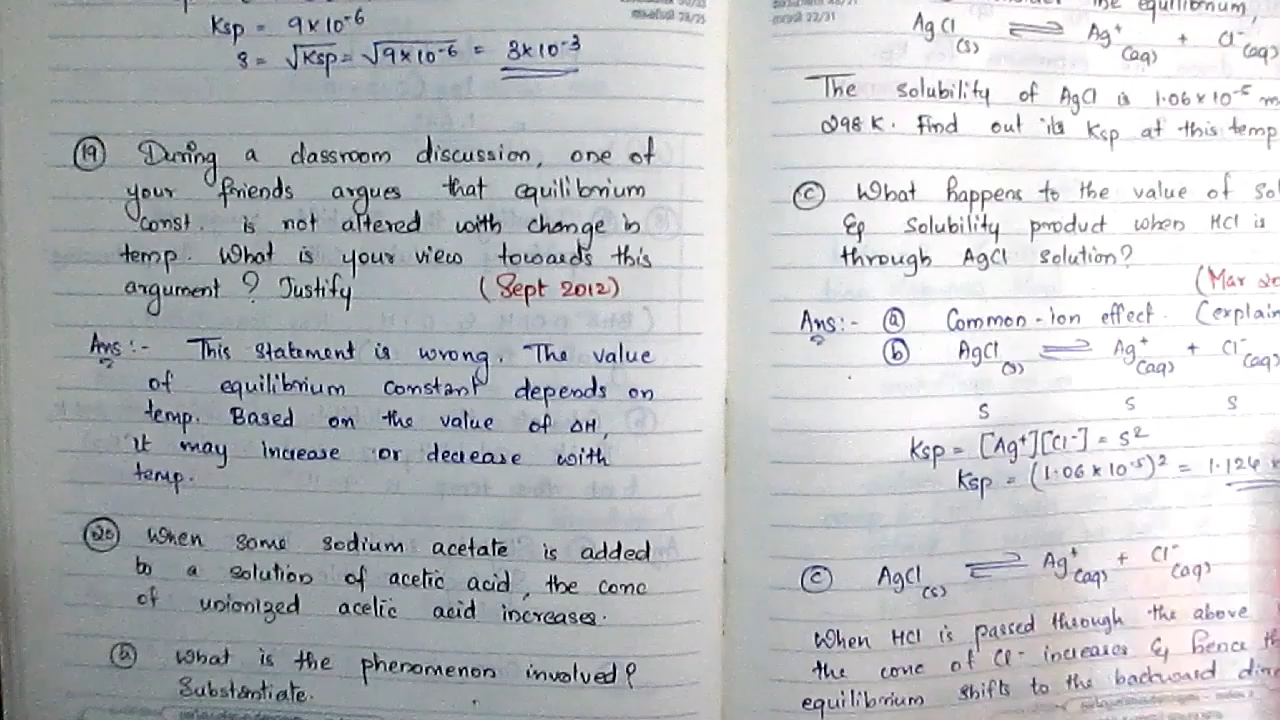 Ksp = 9×10⁻⁶
S = √Ksp = √9×10⁻⁶ = 3×10⁻³
(19) During a classroom discussion, one of
your friends argues that equilibrium
const. is not altered with change in
temp. What is your view towards this
argument? Justify (Sept 2012)
Ans:- This statement is wrong. The value
of equilibrium constant depends on
temp. Based on the value of ΔH,
it may increase or decrease with
temp.
(20) When some sodium acetate is added
to a solution of acetic acid, the conc
of unionized acetic acid increases.
(a) What is the phenomenon involved?
Substantiate.
the equilibrium,
AgCl(s) ⇌ Ag⁺(aq) + Cl⁻(aq)
The solubility of AgCl is 1.06×10⁻⁵ m
298 K. Find out its Ksp at this temp
(c) What happens to the value of sol
& solubility product when HCl is
through AgCl solution?
(Mar 20
Ans:- (a) Common-ion effect. (explain
(b) AgCl(s) ⇌ Ag⁺(aq) + Cl⁻(aq)
S S S
Ksp = [Ag⁺][Cl⁻] = S²
Ksp = (1.06×10⁻⁵)² = 1.124 ×
(c) AgCl(s) ⇌ Ag⁺(aq) + Cl⁻(aq)
When HCl is passed through the above
the conc of Cl⁻ increases & hence th
equilibrium shifts to the backward dire